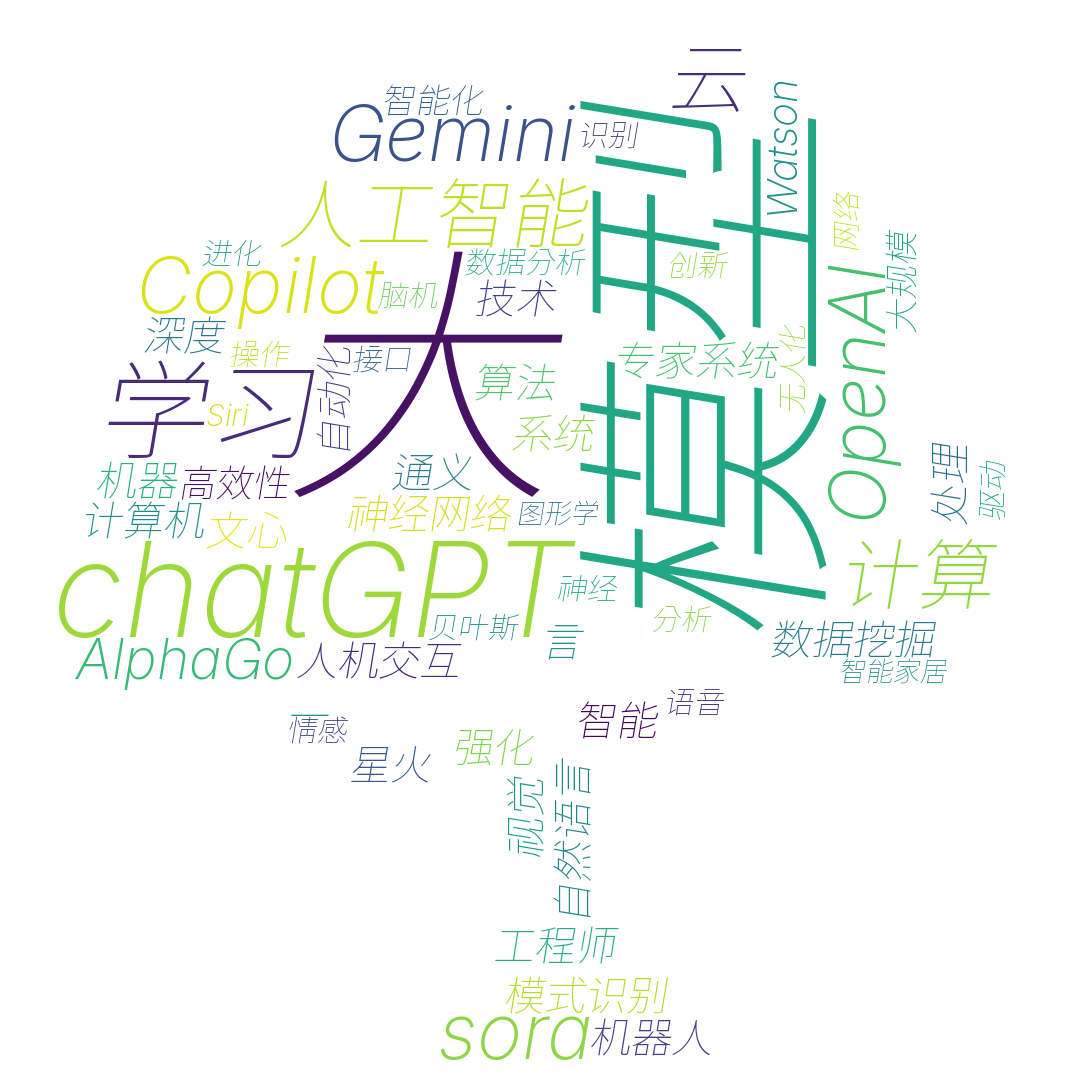 云
智能化
Gemini
识别
Watson
人工智能
模型
网络
大规模
进化
数据分析
创新
Copilot
脑机
技术
OpenAI
大
深度
操作
自动化
接口
专家系统
无人化
学习
算法
Siri
系统
机器
高效性
通义
处理
驱动
计算机
文心
神经网络
图形学
chatGPT
计算
神经
贝叶斯
分析
言
数据挖掘
AlphaGo
人机交互
智能家居
语音
一
情感
智能
星火
强化
视觉
自然语言
工程师
模式识别
sora
机器人